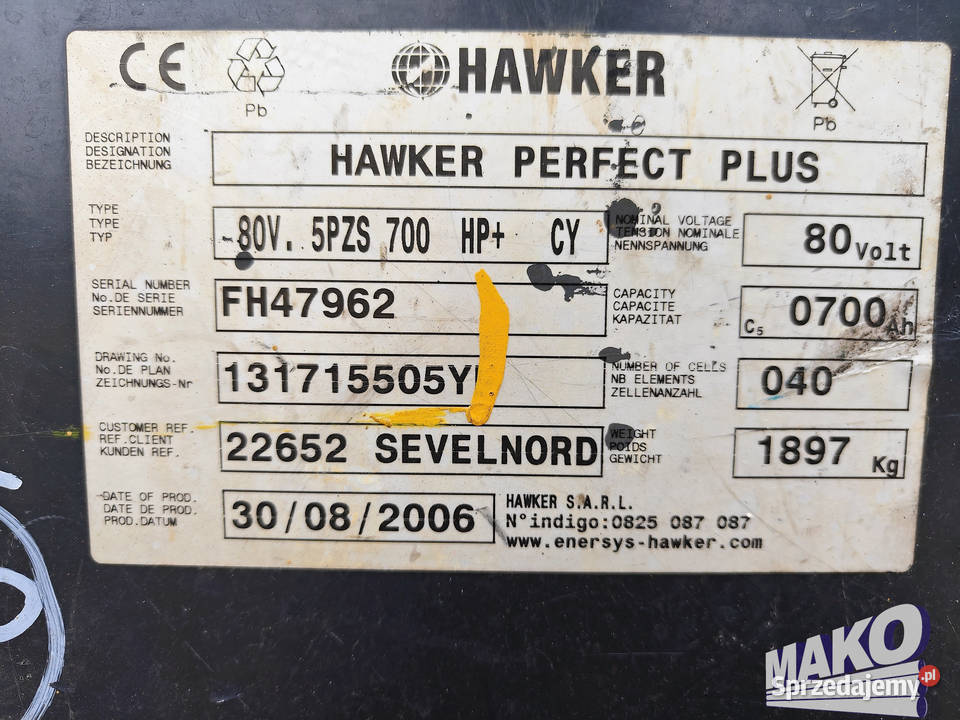 CE
Pb
HAWKER
Pb
DESCRIPTION
DESIGNATION
BEZEICHNUNG
HAWKER PERFECT PLUS
TYPE
TYPE
TYP
80V. 5PZS 700 HP+ CY
NOMINAL VOLTAGE
TENSION NOMINALE
NENNSPANNUNG
80 Volt
SERIAL NUMBER
No.DE SERIE
SERIENNUMMER
FH47962
CAPACITY
CAPACITE
KAPAZITAT
C5 0700 Ah
DRAWING No.
No.DE PLAN
ZEICHNUNGS-Nr
131715505Y
NUMBER OF CELLS
NB ELEMENTS
ZELLENANZAHL
040
CUSTOMER REF.
REF.CLIENT
KUNDEN REF.
22652 SEVELNORD
WEIGHT
POIDS
GEWICHT
1897 Kg
DATE OF PROD.
DATE DE PROD.
PROD.DATUM
30/08/2006
HAWKER S.A.R.L.
N°indigo:0825 087 087
www.enersys-hawker.com
MAKO
Sprzedajemy.pl